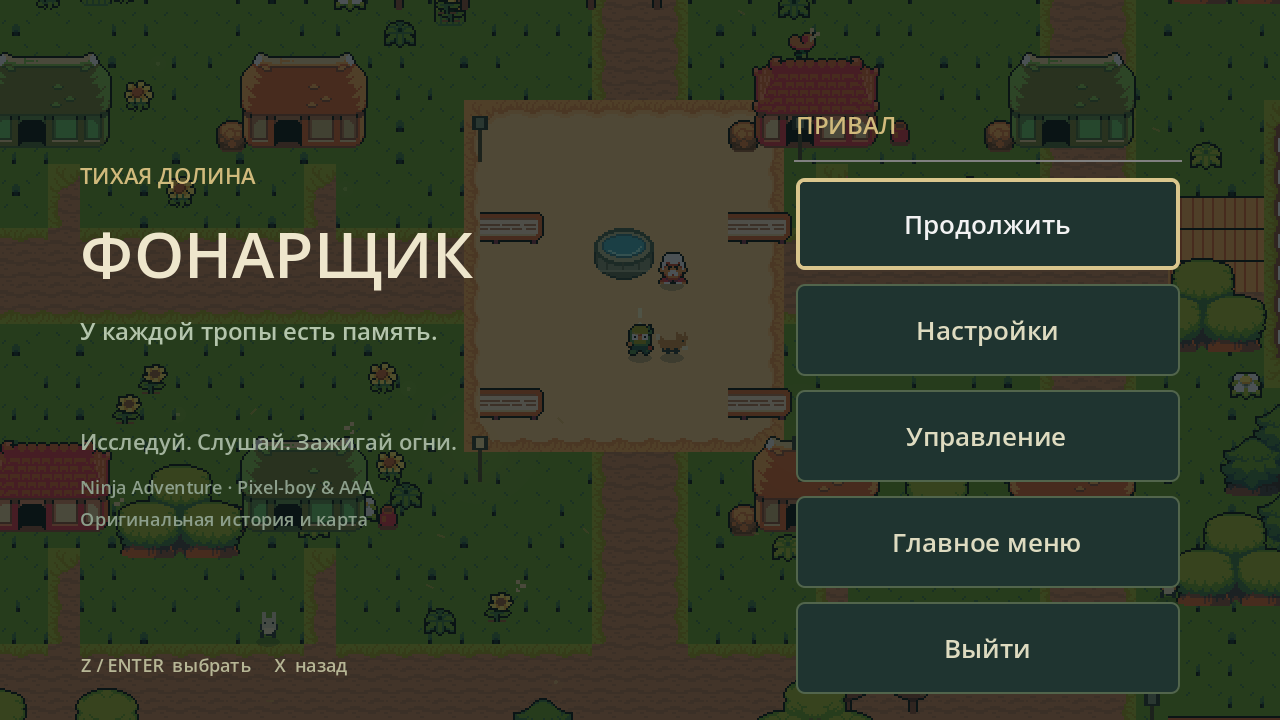 ТИХАЯ ДОЛИНА
ФОНАРЩИК
У каждой тропы есть память.
Исследуй. Слушай. Зажигай огни.
Ninja Adventure · Pixel-boy & AAA
Оригинальная история и карта
Z / ENTER выбрать X назад
ПРИВАЛ
Продолжить
Настройки
Управление
Главное меню
Выйти